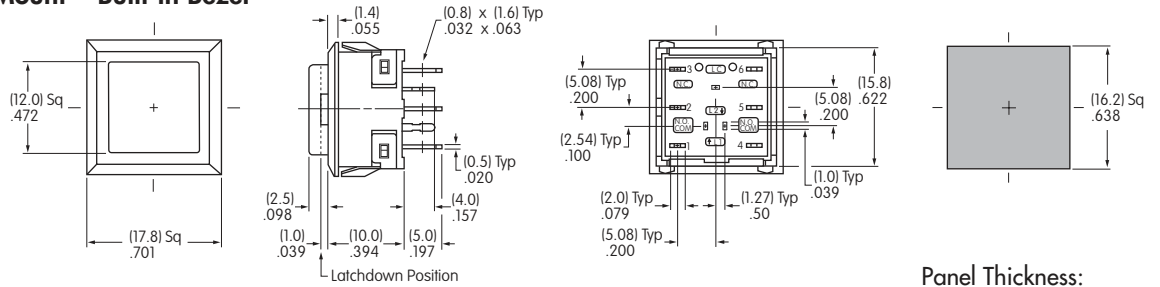 Mount – Built-in Bezel
(12.0) Sq
.472
(17.8) Sq
.701
(1.4)
.055
(0.8) x (1.6) Typ
.032 x .063
(0.5) Typ
.020
(2.5)
.098
(4.0)
.157
(1.0)
.039
(10.0)
.394
(5.0)
.197
Latchdown Position
(5.08) Typ
.200
(2.54) Typ
.100
(2.0) Typ
.079
(5.08) Typ
.200
3
L C
6
N.C.
N.C.
2
L 2
5
N.O.
COM
N.O.
COM
1
4
(15.8)
.622
(5.08)
.200
(1.0) Typ
.039
(1.27) Typ
.50
(16.2) Sq
.638
Panel Thickness: